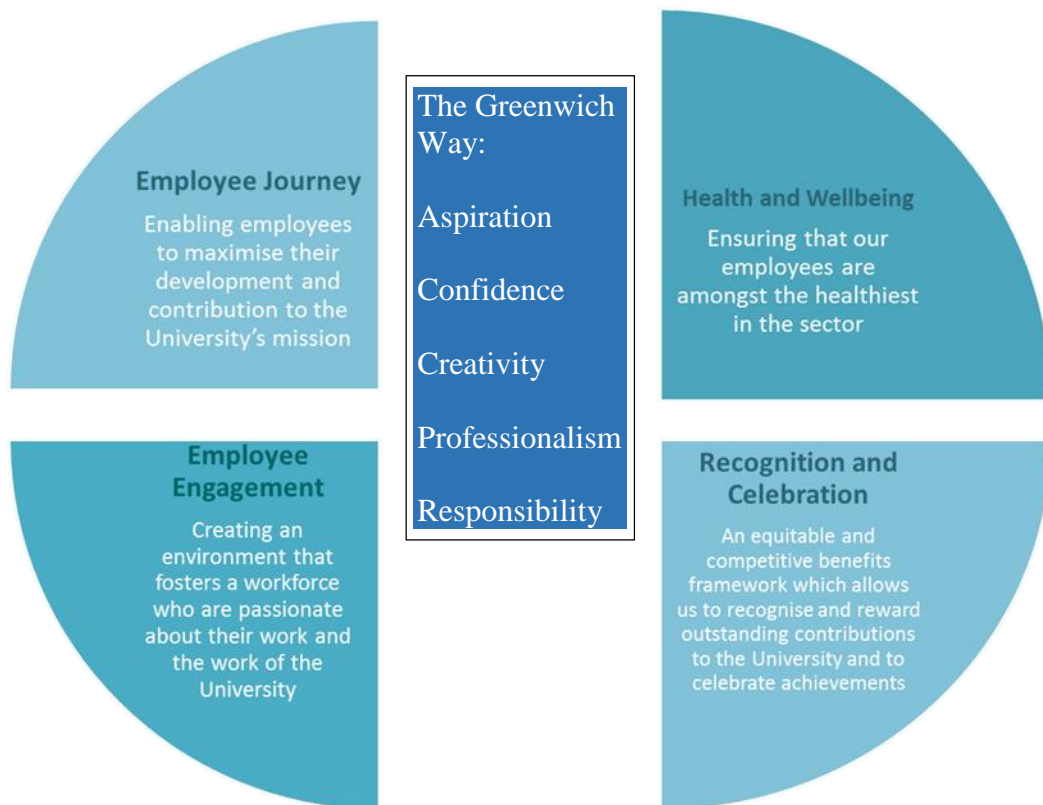 Employee Journey
Enabling employees
to maximise their
development and
contribution to the
University's mission
The Greenwich
Way:
Aspiration
Confidence
Creativity
Professionalism
Responsibility
Health and Wellbeing
Ensuring that our
employees are
amongst the healthiest
in the sector
Employee
Engagement
Creating an
environment that
fosters a workforce
who are passionate
about their work and
the work of the
University
Recognition and
Celebration
An equitable and
competitive benefits
framework which allows
us to recognise and reward
outstanding contributions
to the University and to
celebrate achievements